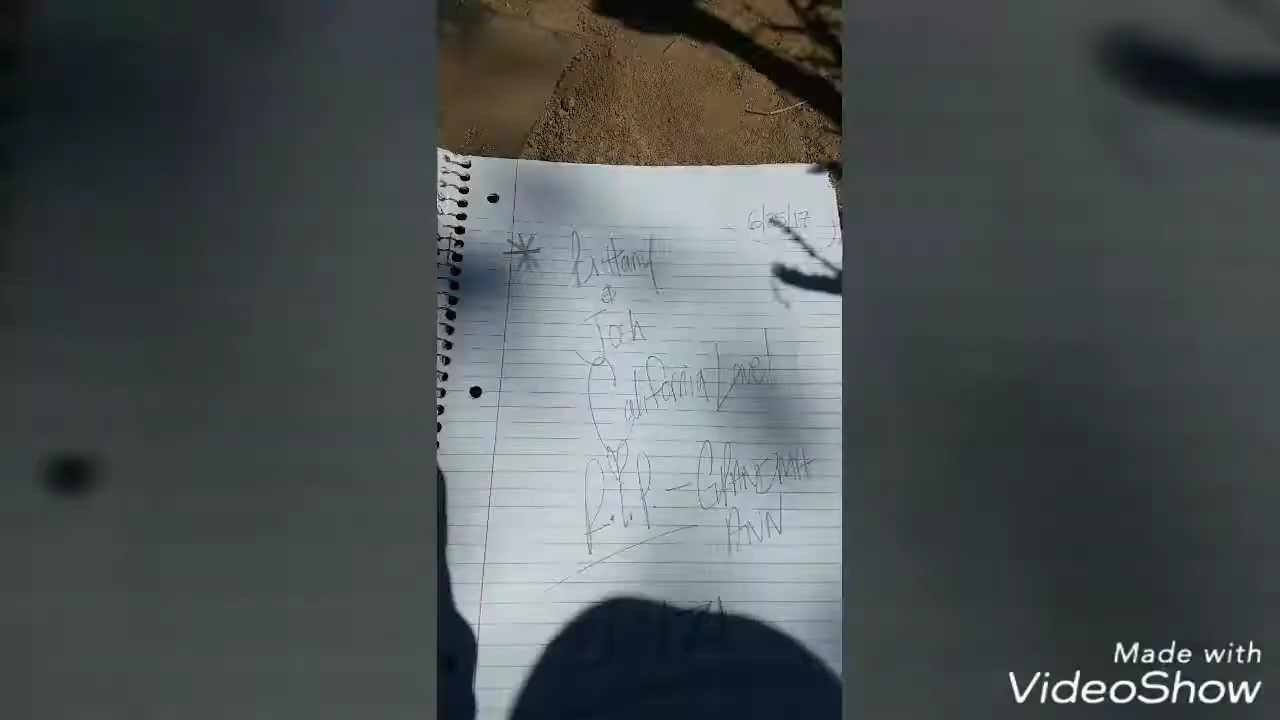 6/25/17
* Brittany
&
Josh
California Love!
R.I.P. - GRANDMA
ANN
Made with
VideoShow